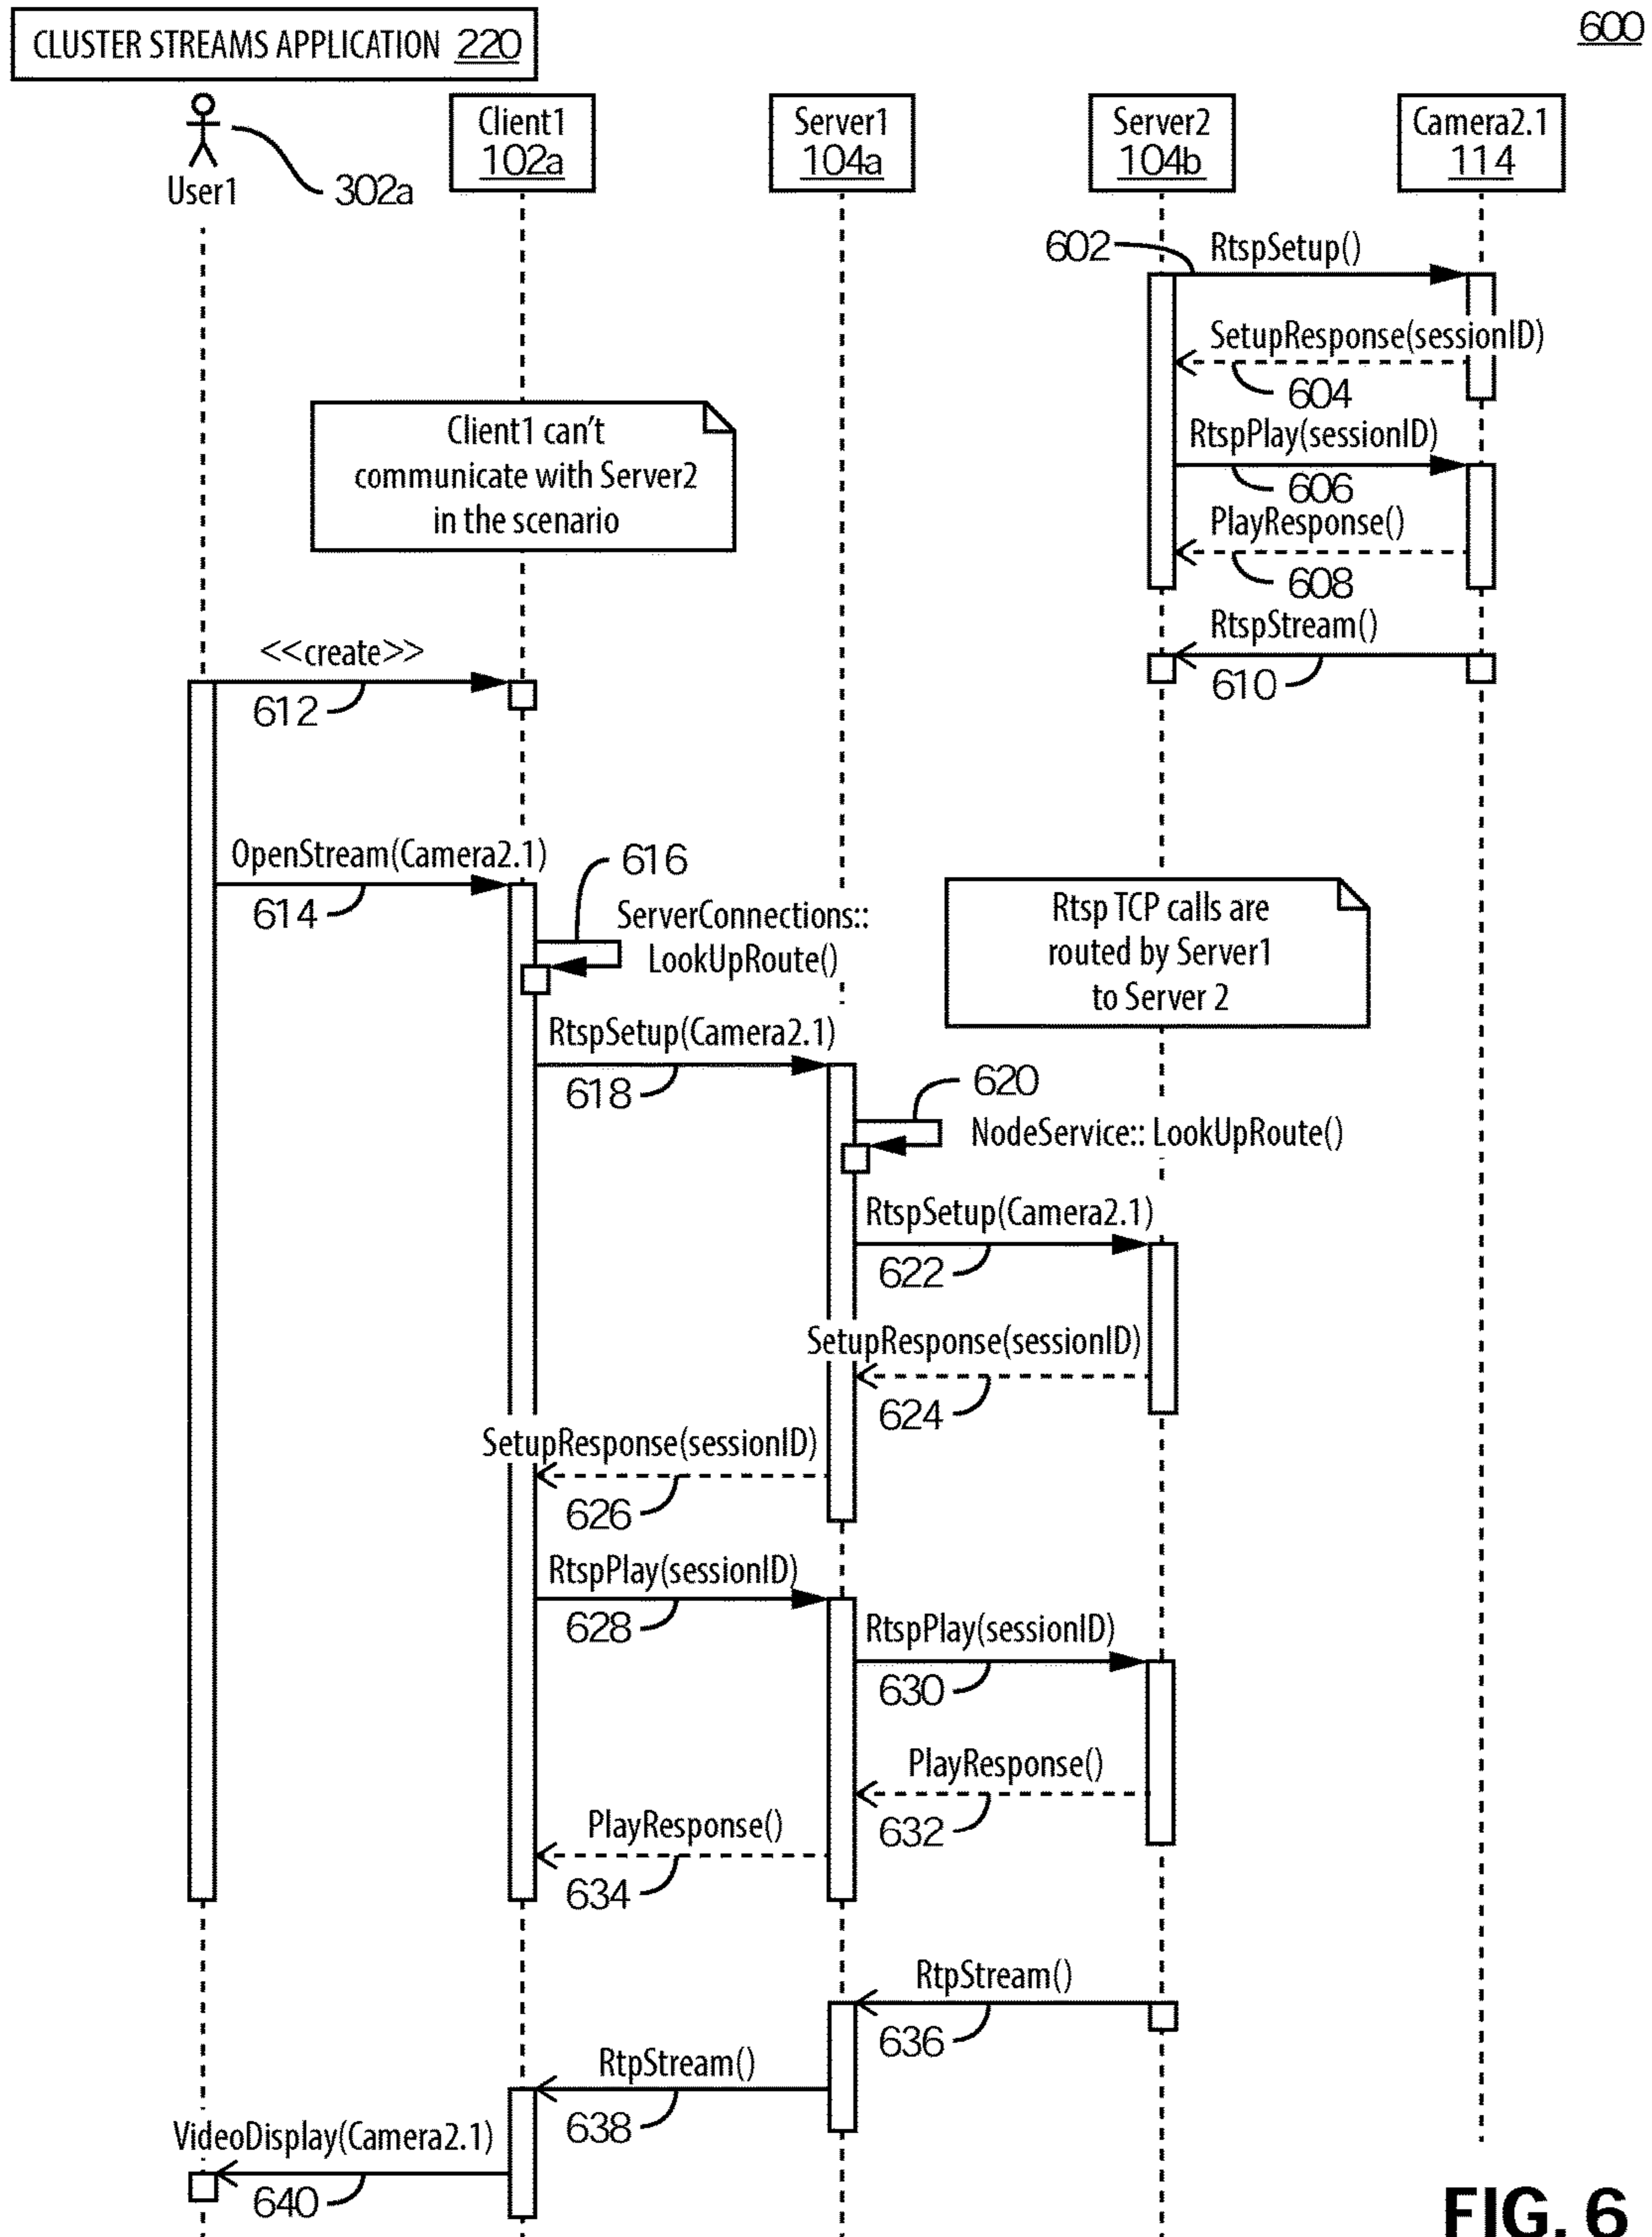 CLUSTER STREAMS APPLICATION 220
600
User1
302a
Client1
102a
Server1
104a
Server2
104b
Camera2.1
114
602
RtspSetup()
SetupResponse(sessionID)
604
Client1 can't
communicate with Server2
in the scenario
RtspPlay(sessionID)
606
PlayResponse()
608
RtspStream()
610
<<create>>
612
OpenStream(Camera2.1)
614
616
ServerConnections::
LookUpRoute()
Rtsp TCP calls are
routed by Server1
to Server 2
RtspSetup(Camera2.1)
618
620
NodeService:: LookUpRoute()
RtspSetup(Camera2.1)
622
SetupResponse(sessionID)
624
SetupResponse(sessionID)
626
RtspPlay(sessionID)
628
RtspPlay(sessionID)
630
PlayResponse()
632
PlayResponse()
634
RtpStream()
636
RtpStream()
638
VideoDisplay(Camera2.1)
640
FIG. 6